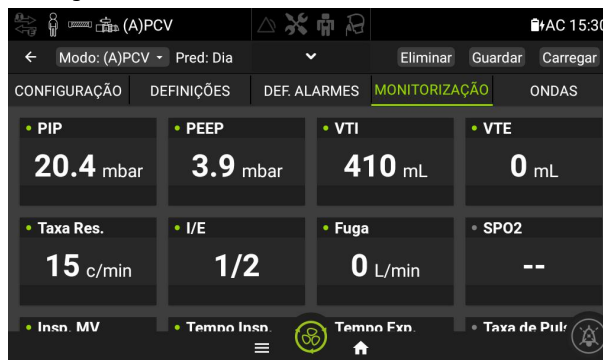 (A)PCV AC 15:30
Modo: (A)PCV Pred: Dia Eliminar Guardar Carregar
CONFIGURAÇÃO DEFINIÇÕES DEF. ALARMES MONITORIZAÇÃO ONDAS
PIP PEEP VTI VTE
20.4 mbar 3.9 mbar 410 mL 0 mL
Taxa Res. I/E Fuga SPO2
15 c/min 1/2 0 L/min --
Insp. MV Tempo Insp. Tempo Exp. Taxa de Puls